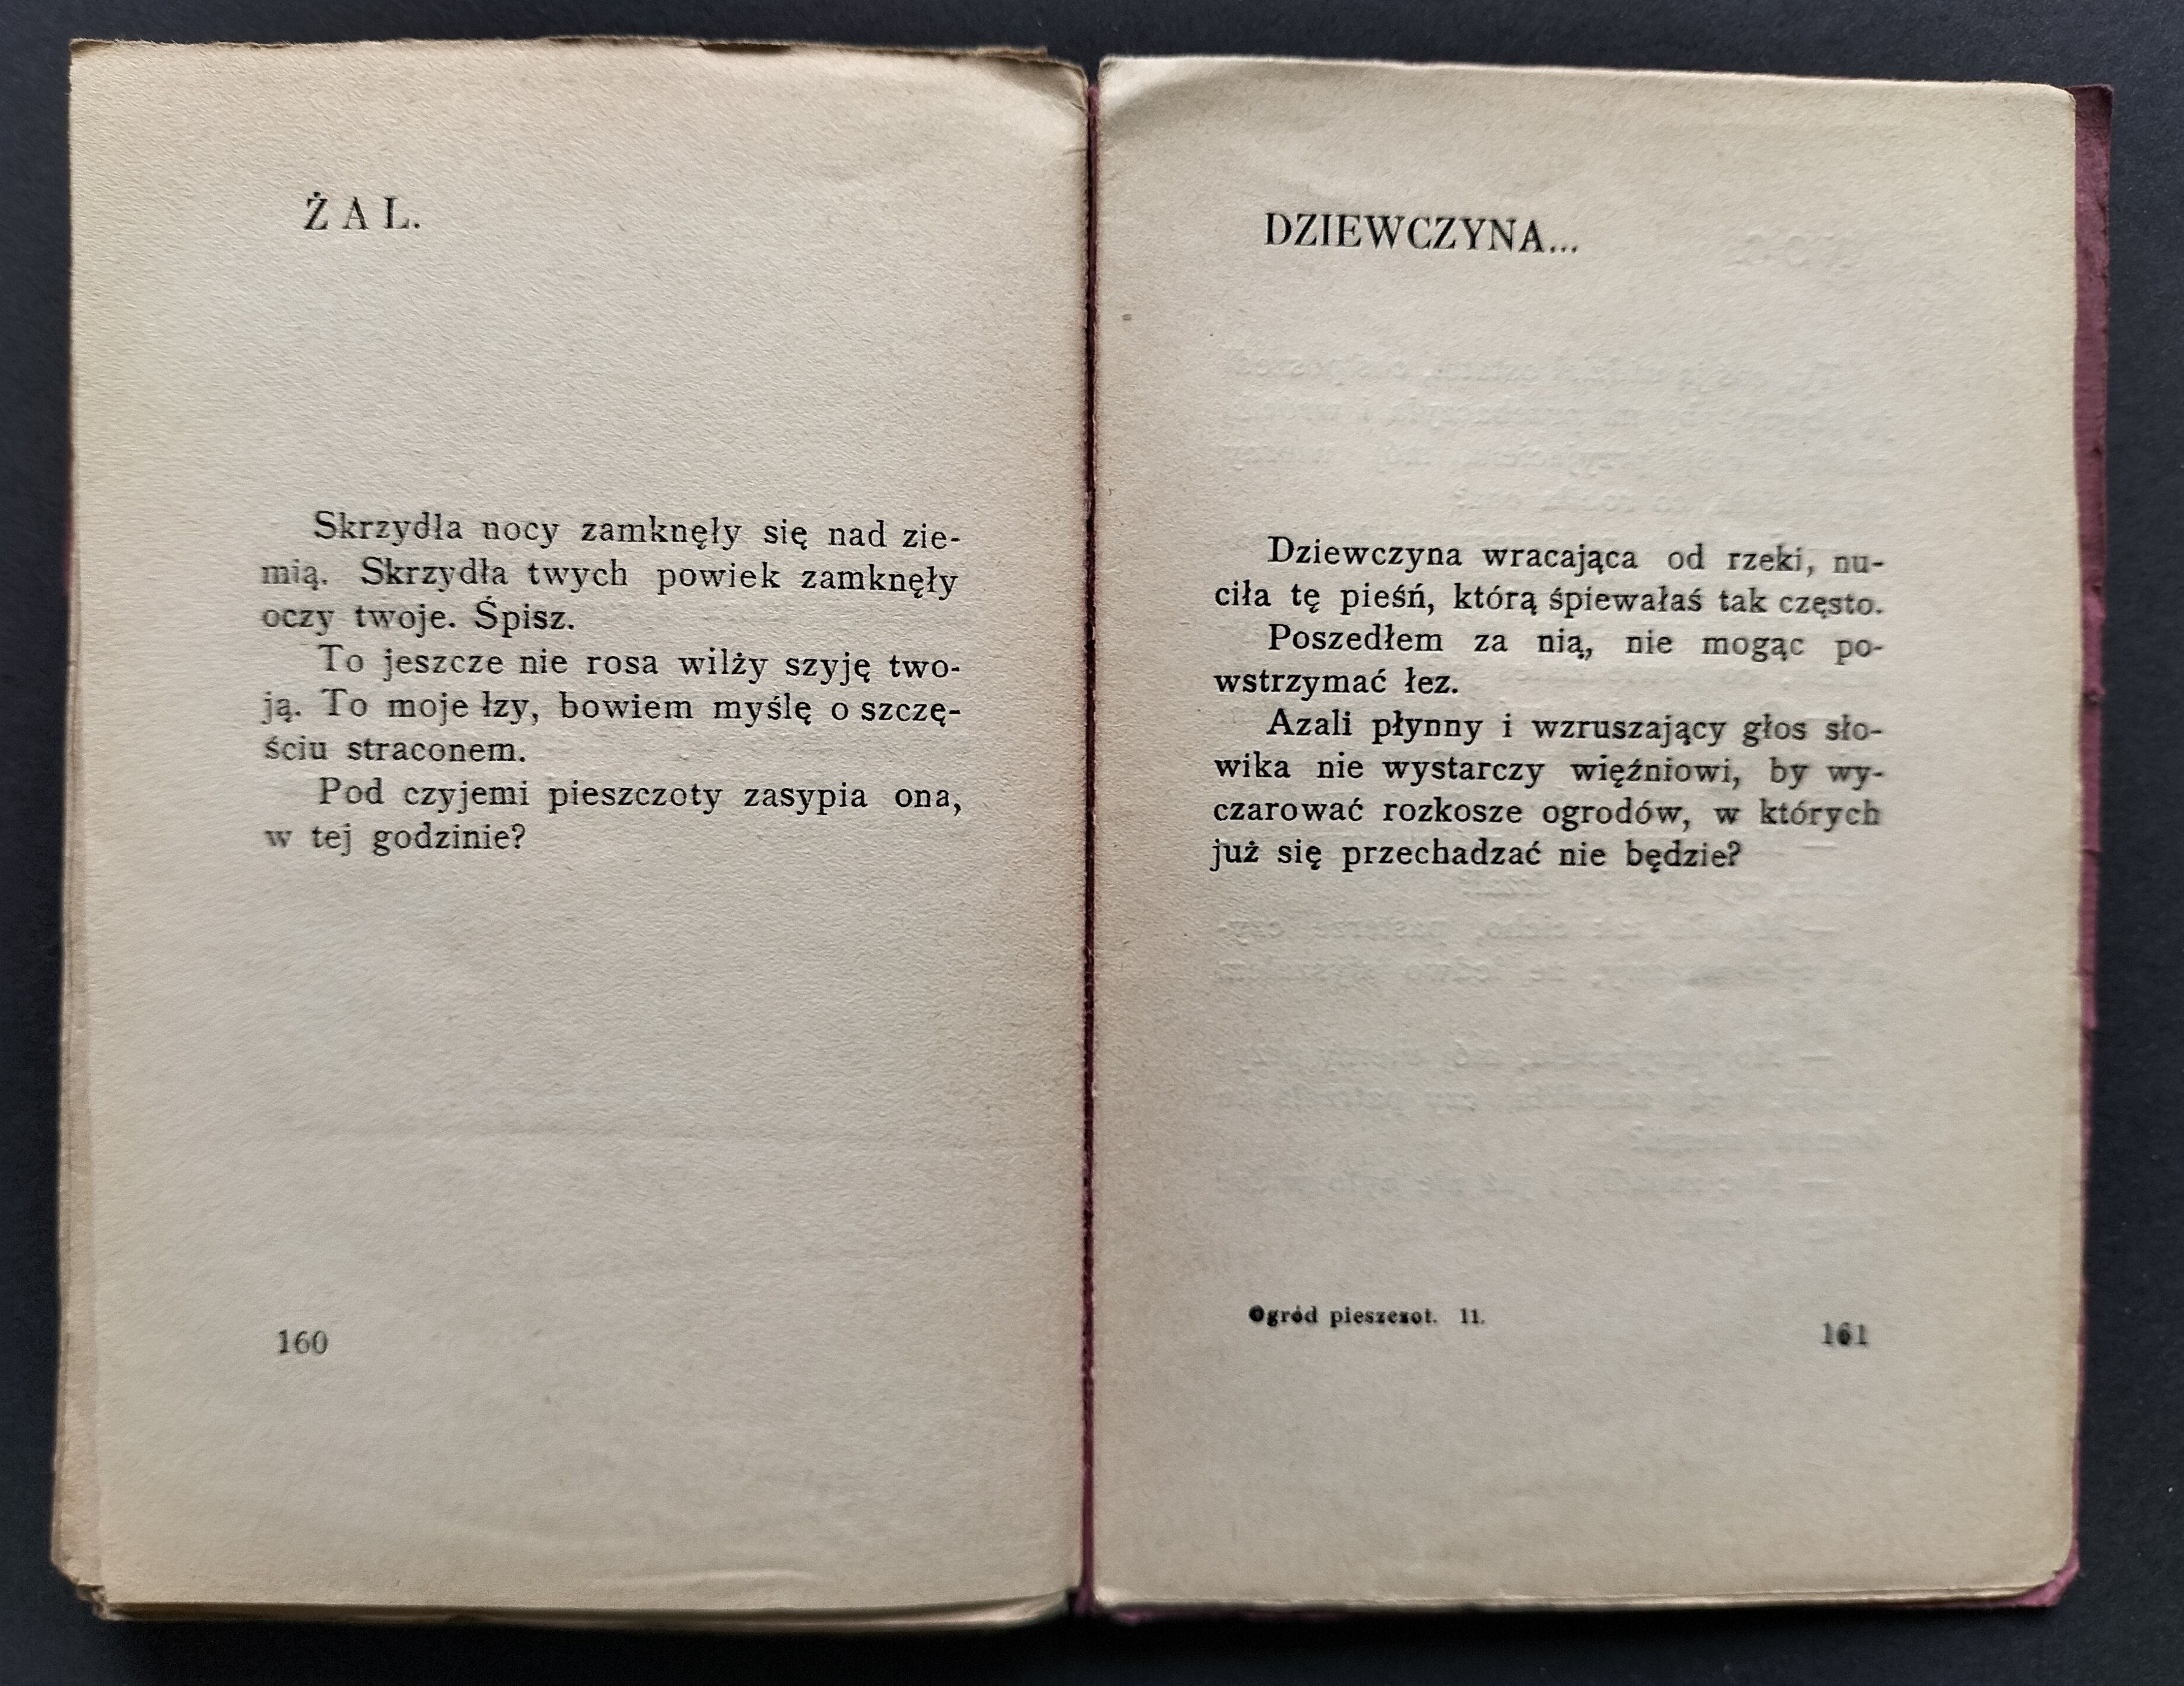 ŻAL.
Skrzydła nocy zamknęły się nad zie-
mią. Skrzydła twych powiek zamknęły
oczy twoje. Śpisz.
To jeszcze nie rosa wilży szyję two-
ją. To moje łzy, bowiem myślę o szczę-
ściu straconem.
Pod czyjemi pieszczoty zasypia ona,
w tej godzinie?
160
DZIEWCZYNA...
Dziewczyna wracająca od rzeki, nu-
ciła tę pieśń, którą śpiewałaś tak często.
Poszedłem za nią, nie mogąc po-
wstrzymać łez.
Azali płynny i wzruszający głos sło-
wika nie wystarczy więźniowi, by wy-
czarować rozkosze ogrodów, w których
już się przechadzać nie będzie?
Ogród pieszczot. 11.
161